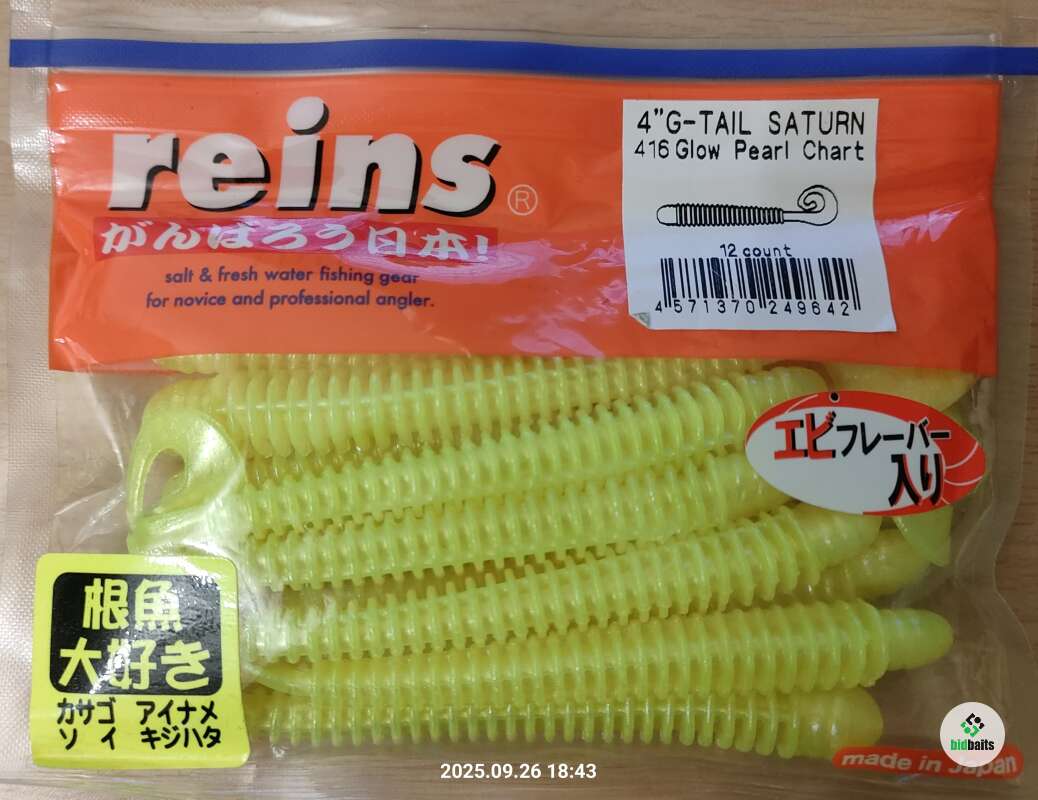 reins®
がんばろう日本!
salt & fresh water fishing gear
for novice and professional angler.
4"G-TAIL SATURN
416 Glow Pearl Chart
12 count
4 571370 249642
エビフレーバー
入り
根魚
大好き
カサゴ アイナメ
ソイ キジハタ
bidbaits
made in Japan
2025.09.26 18:43